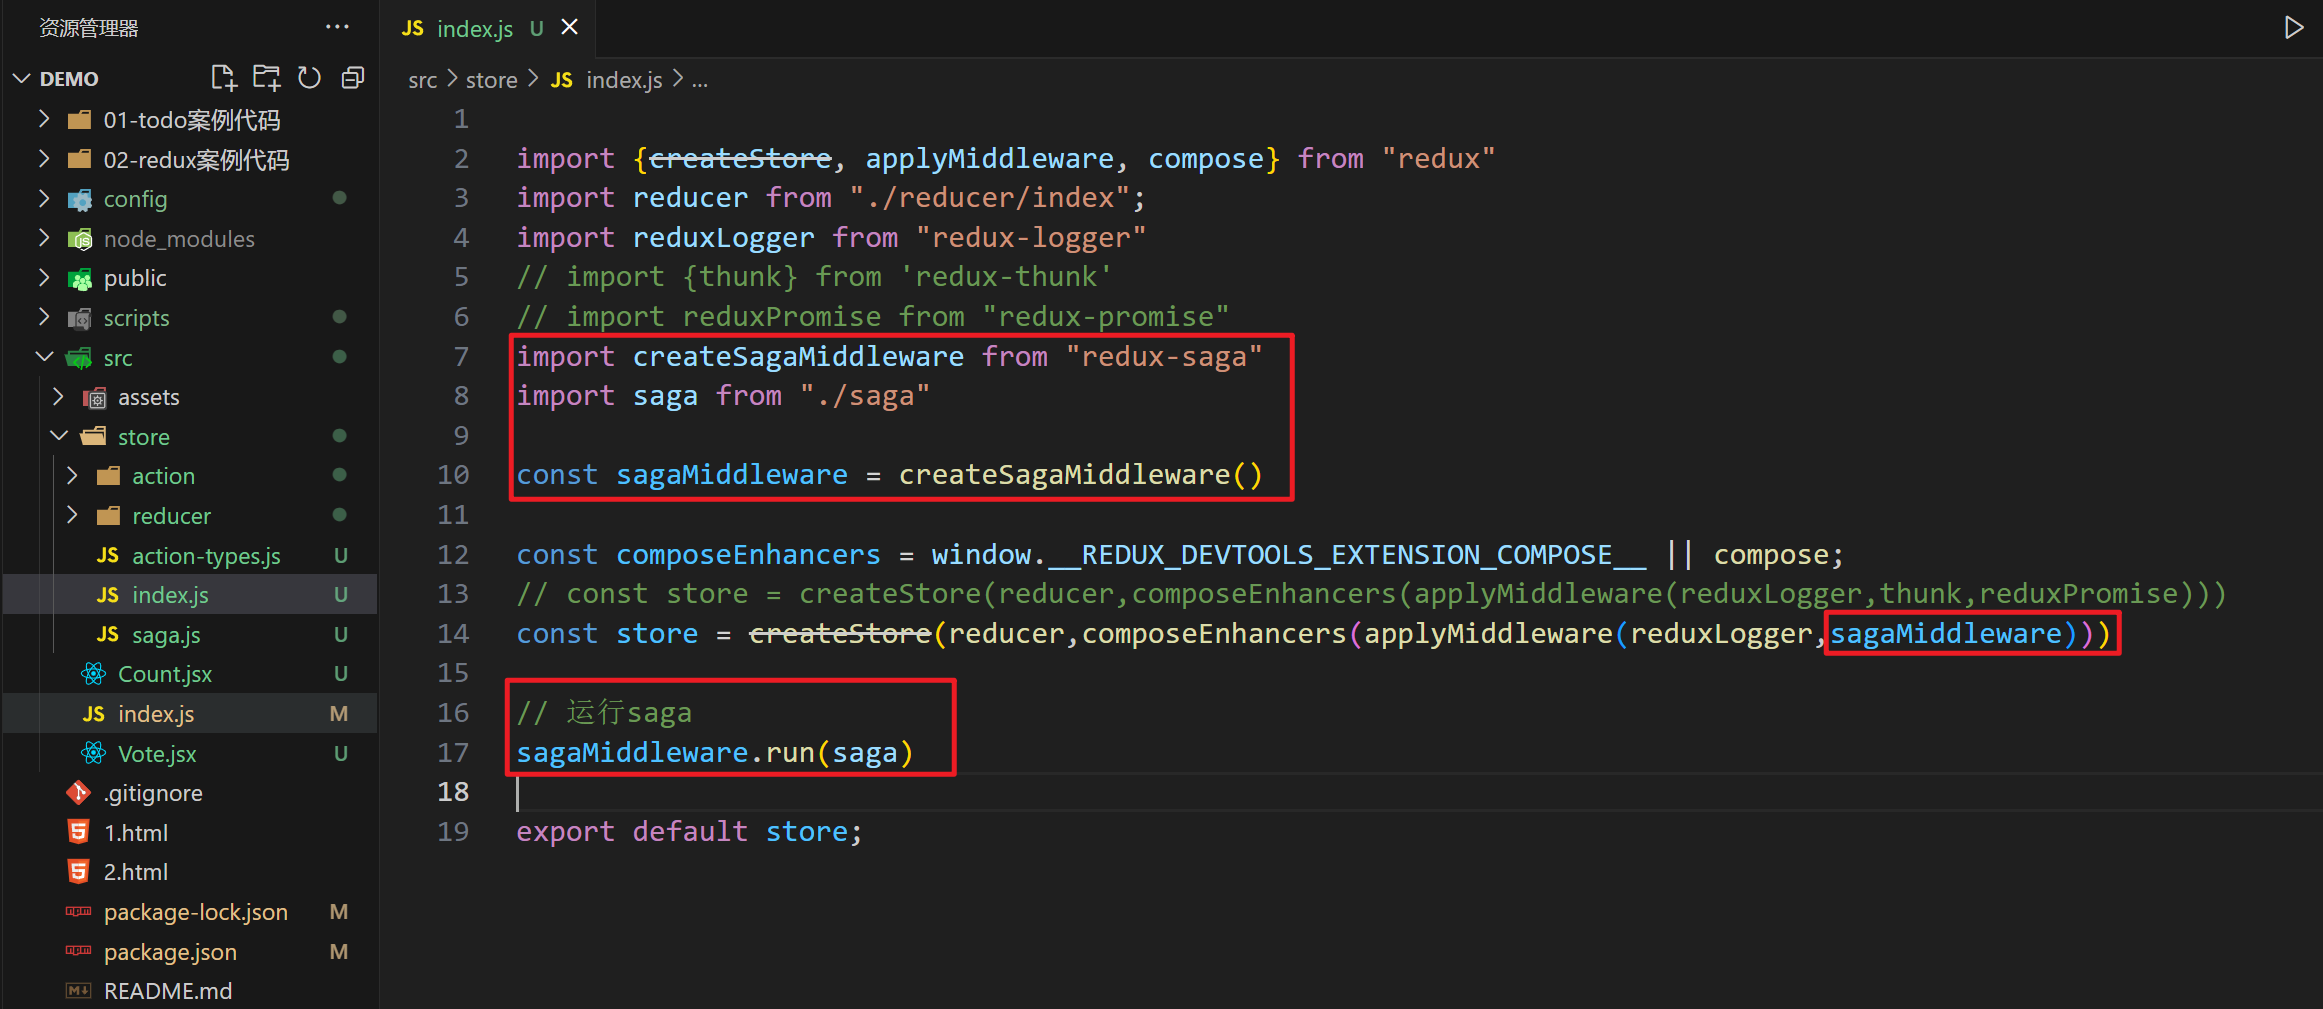 资源管理器 ···
DEMO
01-todo案例代码
02-redux案例代码
config
node_modules
public
scripts
src
assets
store
action
reducer
JS action-types.js U
JS index.js U
JS saga.js U
Count.jsx U
JS index.js M
Vote.jsx U
.gitignore
1.html
2.html
package-lock.json M
package.json M
README.md
JS index.js U
src > store > JS index.js > ...
1
2 import {createStore, applyMiddleware, compose} from "redux"
3 import reducer from "./reducer/index";
4 import reduxLogger from "redux-logger"
5 // import {thunk} from 'redux-thunk'
6 // import reduxPromise from "redux-promise"
7 import createSagaMiddleware from "redux-saga"
8 import saga from "./saga"
9
10 const sagaMiddleware = createSagaMiddleware()
11
12 const composeEnhancers = window.__REDUX_DEVTOOLS_EXTENSION_COMPOSE__ || compose;
13 // const store = createStore(reducer,composeEnhancers(applyMiddleware(reduxLogger,thunk,reduxPromise)))
14 const store = createStore(reducer,composeEnhancers(applyMiddleware(reduxLogger,sagaMiddleware)))
15
16 // 运行saga
17 sagaMiddleware.run(saga)
18
19 export default store;